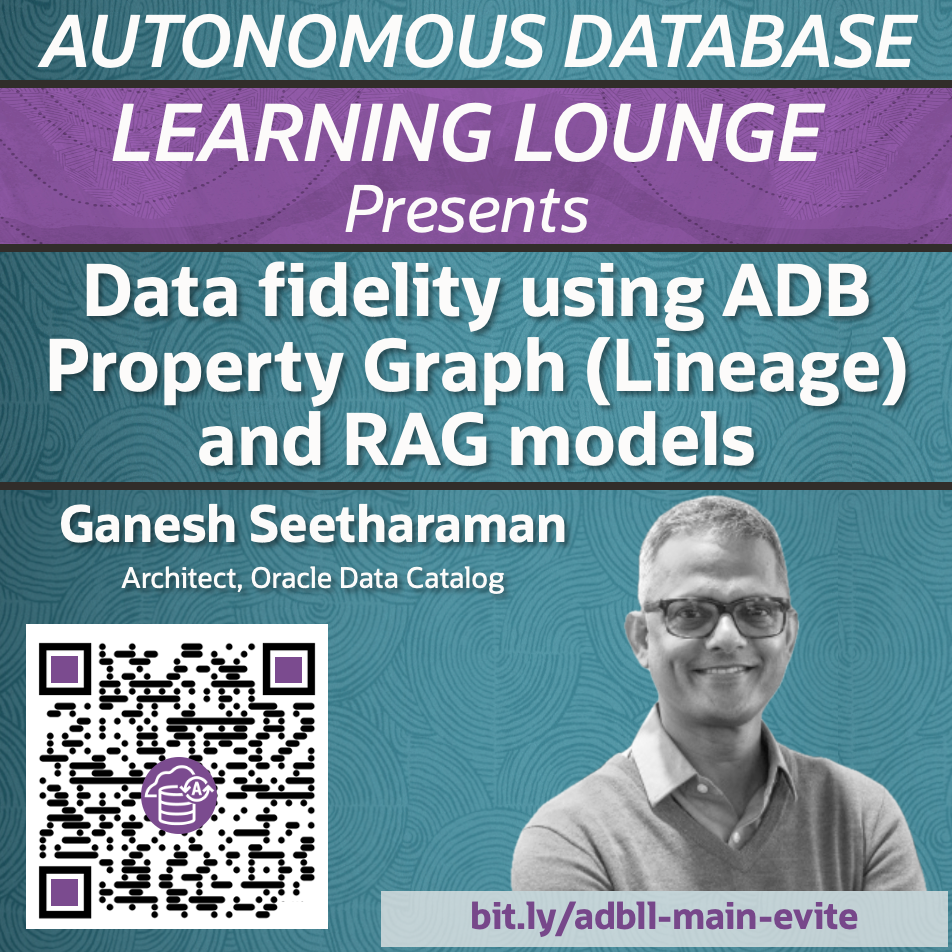 AUTONOMOUS DATABASE
LEARNING LOUNGE
Presents
Data fidelity using ADB
Property Graph (Lineage)
and RAG models
Ganesh Seetharaman
Architect, Oracle Data Catalog
A
bit.ly/adbll-main-evite